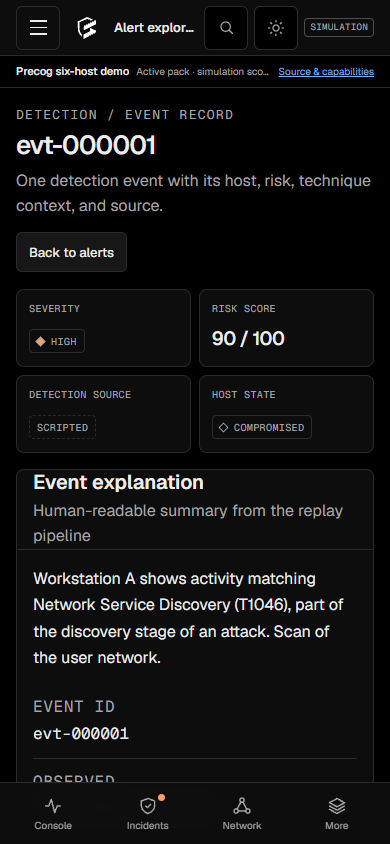 Alert explor...
SIMULATION
Precog six-host demo Active pack · simulation sco... Source & capabilities
DETECTION / EVENT RECORD
evt-000001
One detection event with its host, risk, technique
context, and source.
Back to alerts
SEVERITY
HIGH
RISK SCORE
90 / 100
DETECTION SOURCE
SCRIPTED
HOST STATE
COMPROMISED
Event explanation
Human-readable summary from the replay
pipeline
Workstation A shows activity matching
Network Service Discovery (T1046), part of
the discovery stage of an attack. Scan of
the user network.
EVENT ID
evt-000001
OBSERVED
Console
Incidents
Network
More